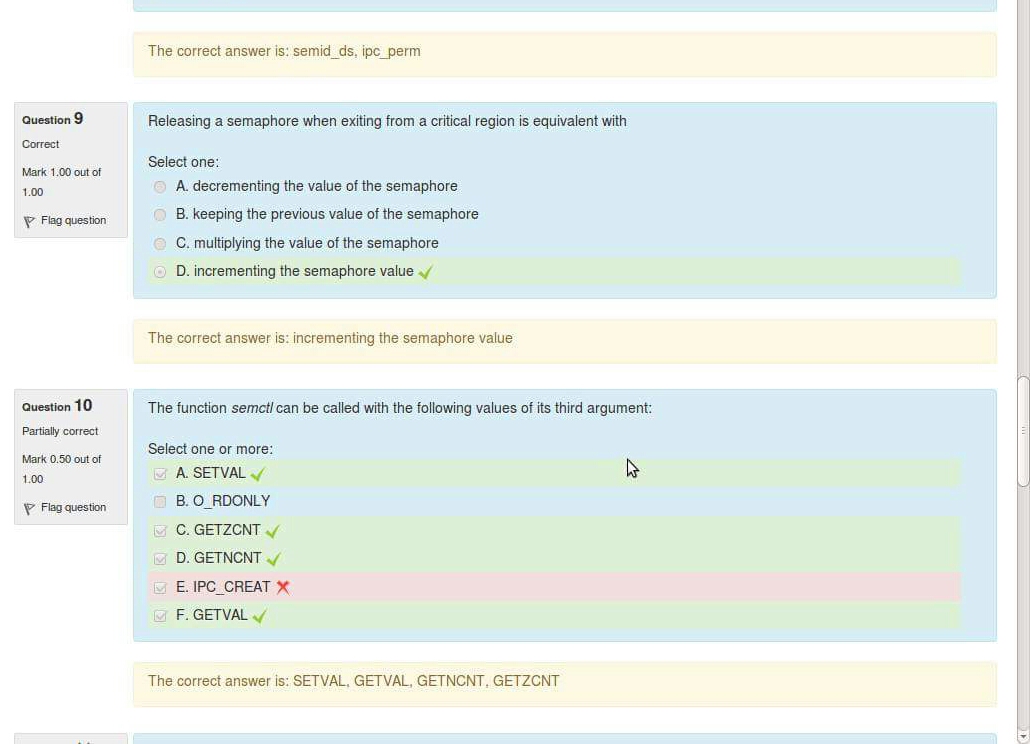 The correct answer is: semid_ds, ipc_perm
Question 9
Correct
Mark 1.00 out of
1.00
Flag question
Releasing a semaphore when exiting from a critical region is equivalent with
Select one:
A. decrementing the value of the semaphore
B. keeping the previous value of the semaphore
C. multiplying the value of the semaphore
D. incrementing the semaphore value
The correct answer is: incrementing the semaphore value
Question 10
Partially correct
Mark 0.50 out of
1.00
Flag question
The function semctl can be called with the following values of its third argument:
Select one or more:
A. SETVAL
B. O_RDONLY
C. GETZCNT
D. GETNCNT
E. IPC_CREAT
F. GETVAL
The correct answer is: SETVAL, GETVAL, GETNCNT, GETZCNT